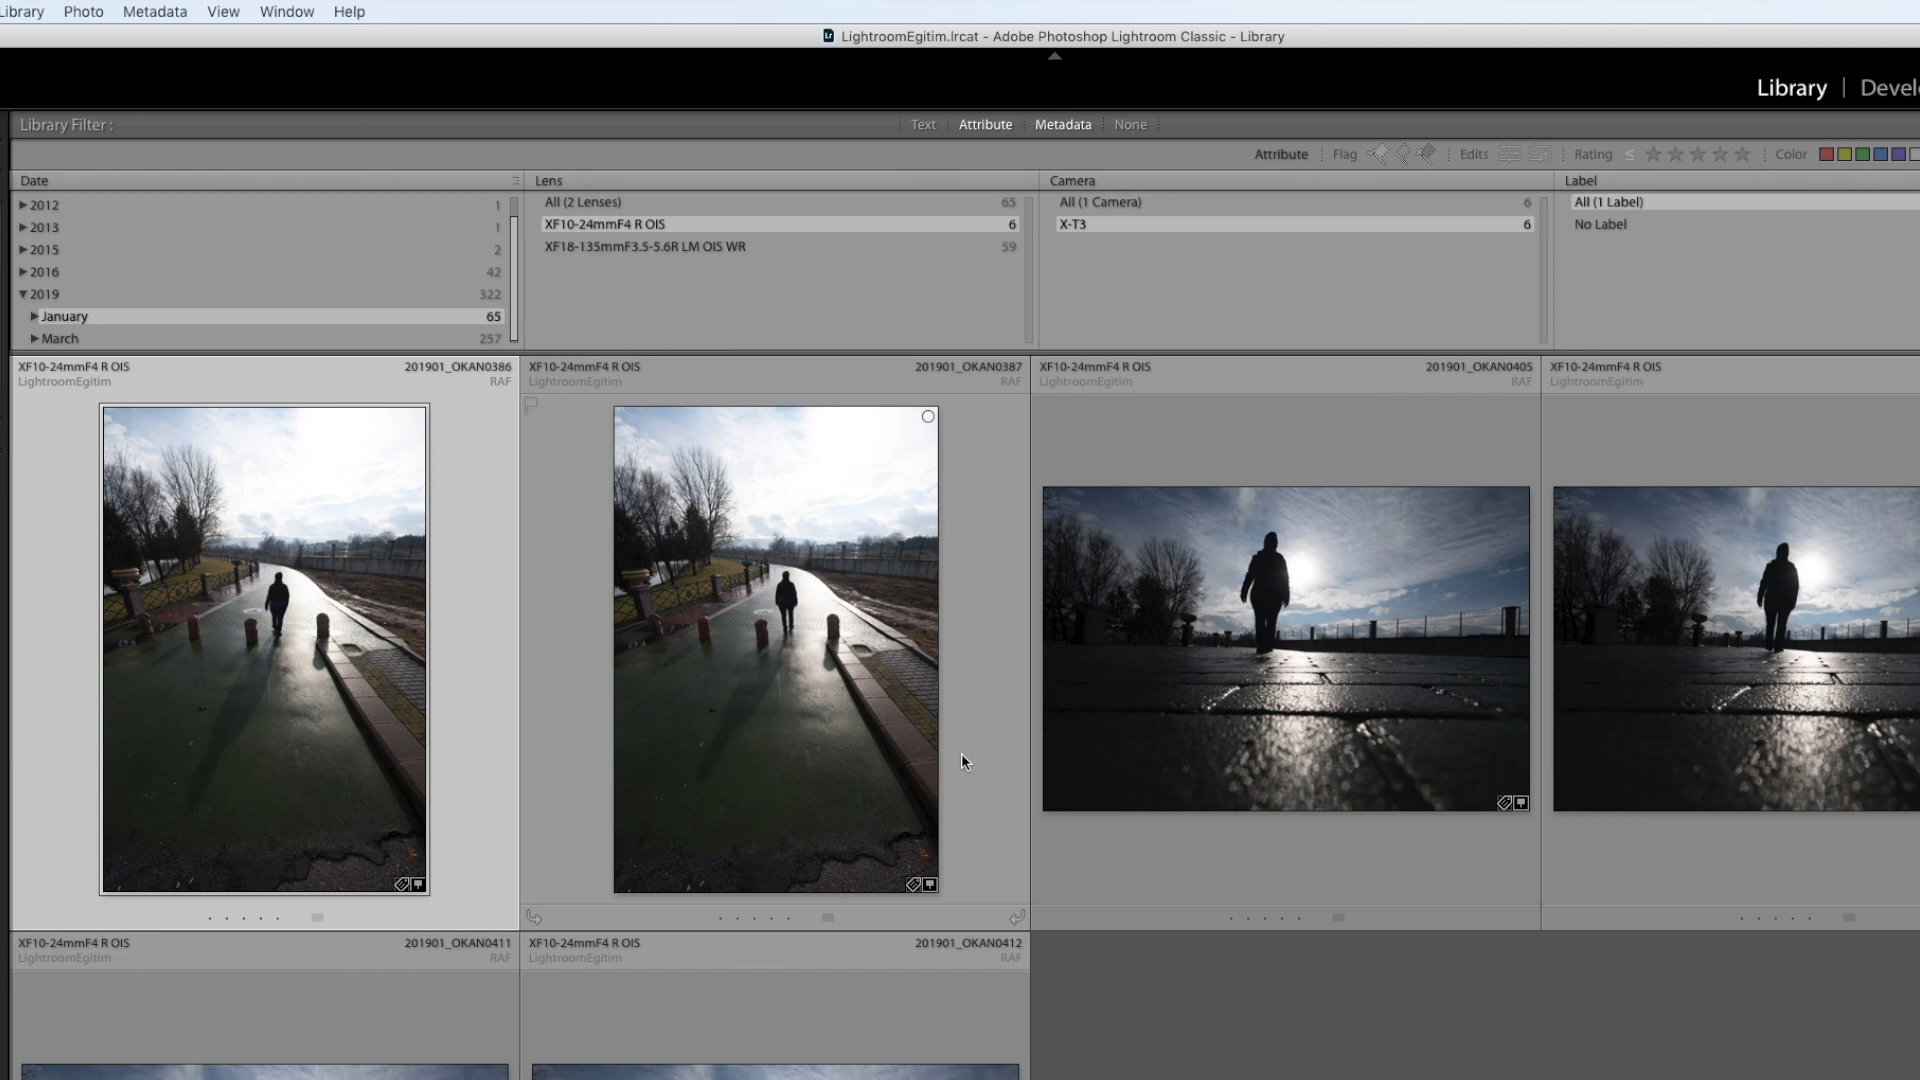 Library Photo Metadata View Window Help
LightroomEgitim.lrcat - Adobe Photoshop Lightroom Classic - Library
Library | Devel
Library Filter : Text Attribute Metadata None
Attribute Flag Edits Rating ≤ Color
Date Lens Camera Label
2012 1
2013 1
2015 2
2016 42
2019 322
January 65
March 257
All (2 Lenses) 65
XF10-24mmF4 R OIS 6
XF18-135mmF3.5-5.6R LM OIS WR 59
All (1 Camera) 6
X-T3 6
All (1 Label)
No Label
XF10-24mmF4 R OIS 201901_OKAN0386
LightroomEgitim RAF
XF10-24mmF4 R OIS 201901_OKAN0387
LightroomEgitim RAF
XF10-24mmF4 R OIS 201901_OKAN0405
LightroomEgitim RAF
XF10-24mmF4 R OIS
LightroomEgitim
XF10-24mmF4 R OIS 201901_OKAN0411
LightroomEgitim RAF
XF10-24mmF4 R OIS 201901_OKAN0412
LightroomEgitim RAF